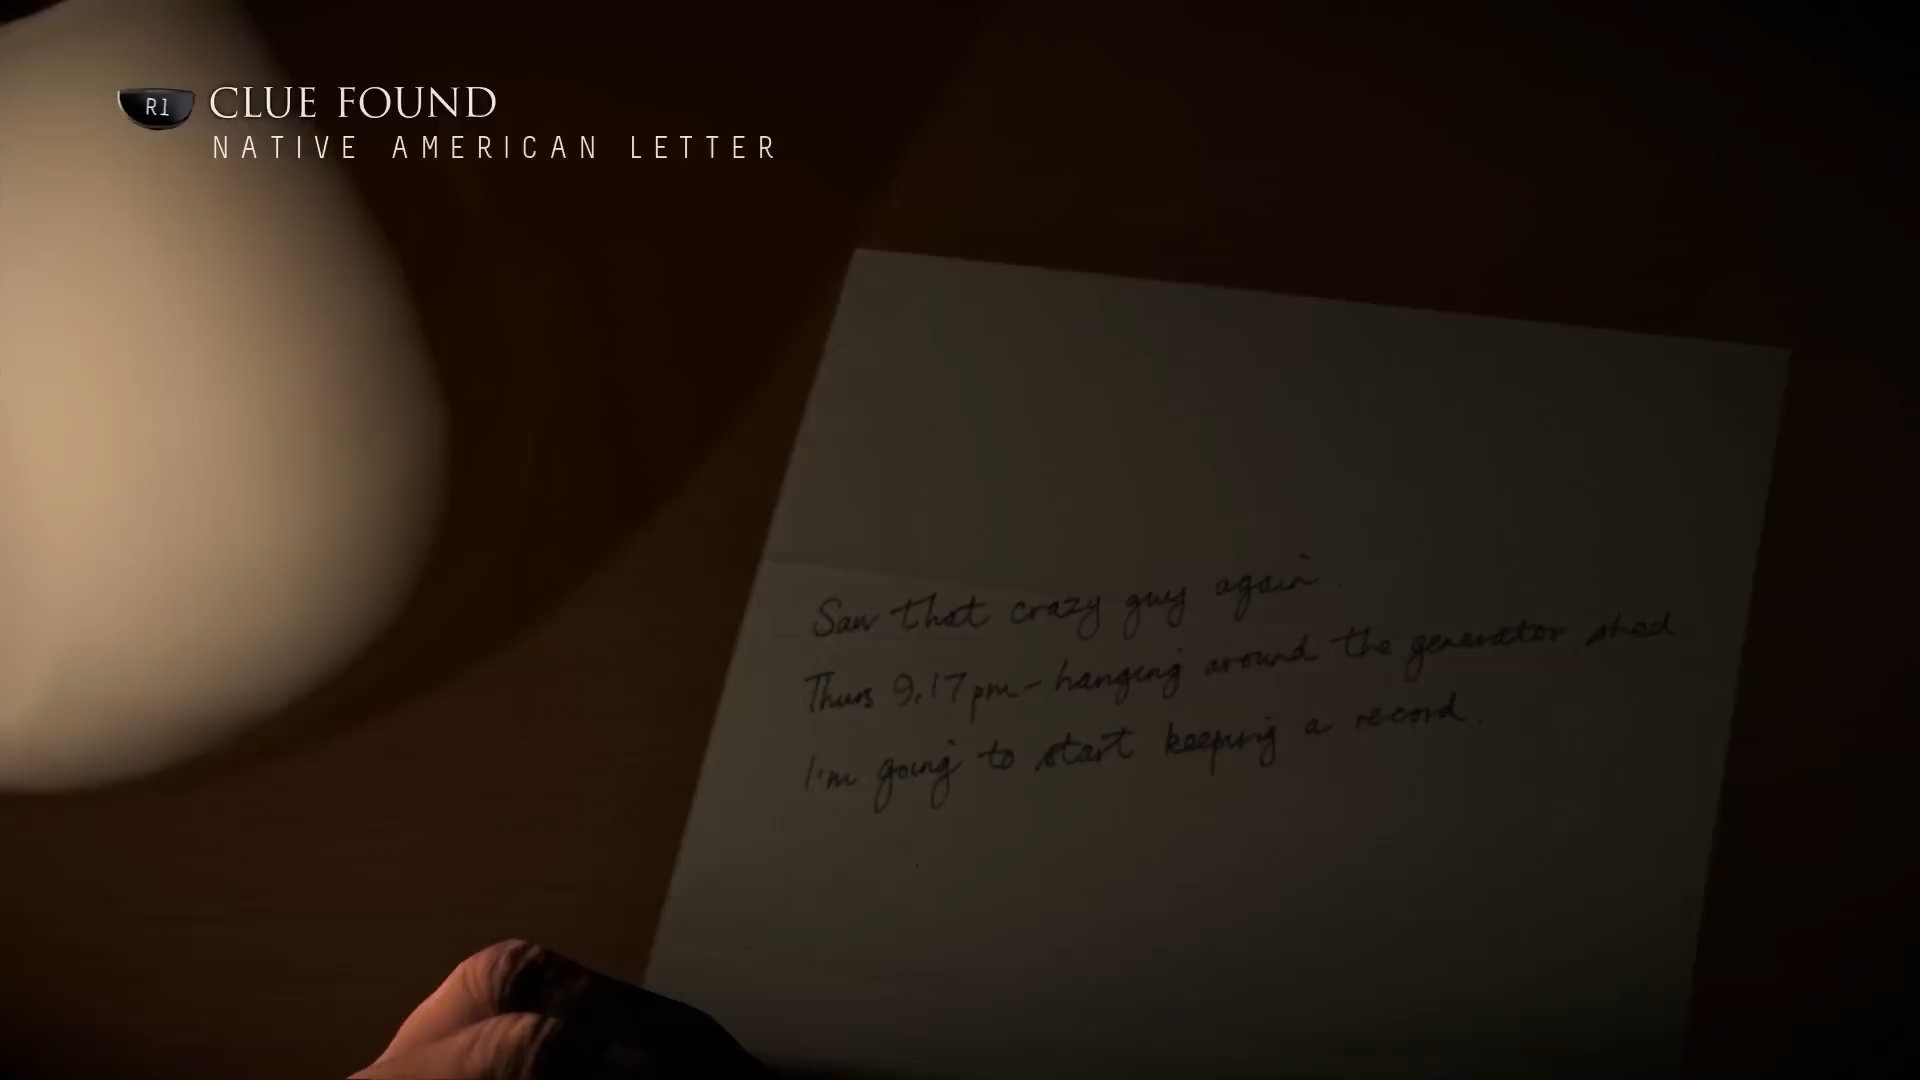 R1 CLUE FOUND
NATIVE AMERICAN LETTER
Saw that crazy guy again.
Thurs 9.17pm - hanging around the generator shed
I'm going to start keeping a record.